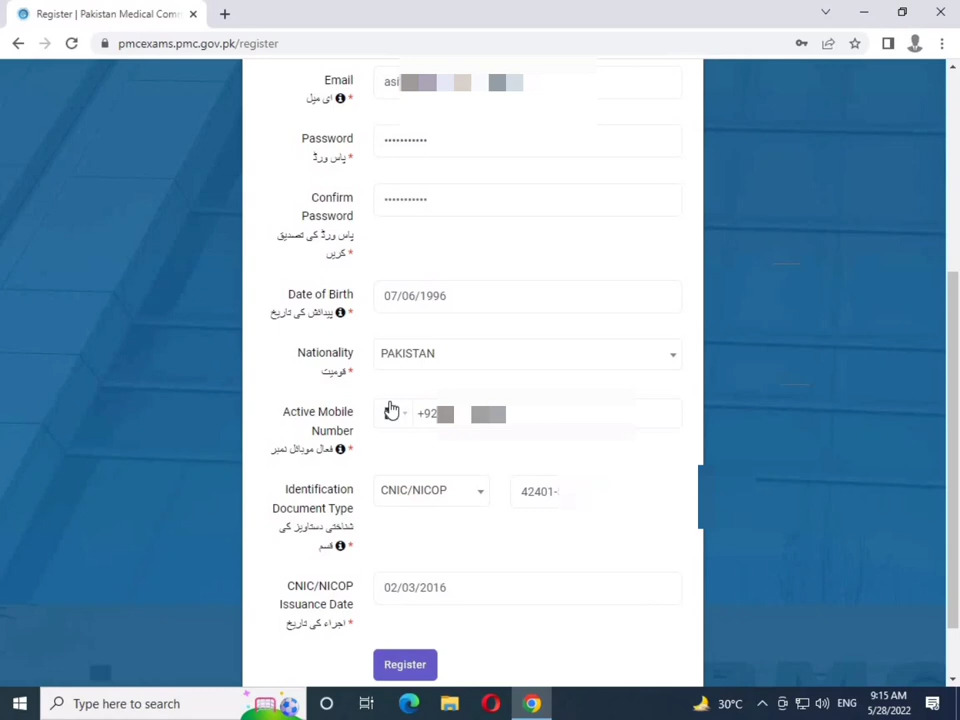 Register | Pakistan Medical Com
pmcexams.pmc.gov.pk/register
Email
ای میل *
asi
Password
پاس ورڈ *
•••••••••••
Confirm
Password
پاس ورڈ کی تصدیق
کریں *
•••••••••••
Date of Birth
پیدائش کی تاریخ *
07/06/1996
Nationality
قومیت *
PAKISTAN
Active Mobile
Number
فعال موبائل نمبر *
+92
Identification
Document Type
شناختی دستاویز کی
قسم *
CNIC/NICOP
42401-
CNIC/NICOP
Issuance Date
اجراء کی تاریخ *
02/03/2016
Register
Type here to search
30°C
ENG
9:15 AM
5/28/2022